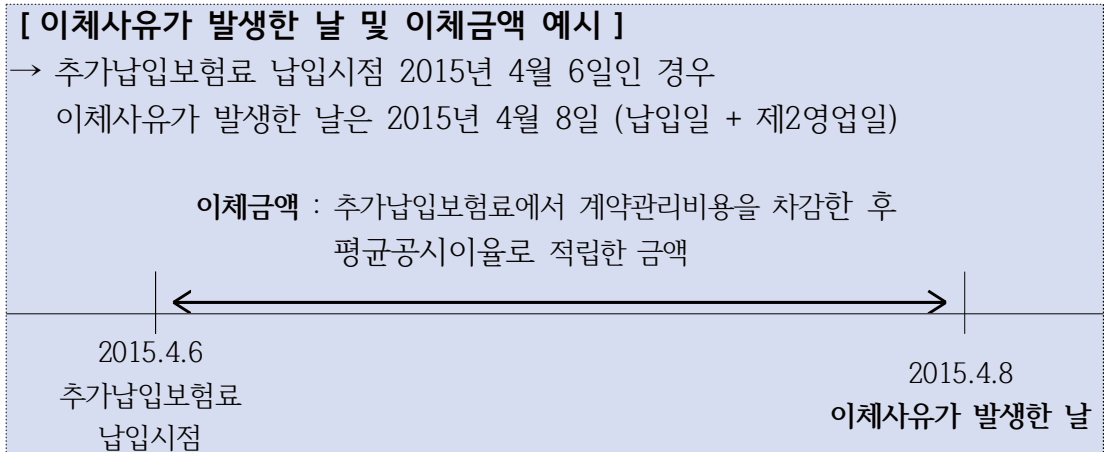 [ 이체사유가 발생한 날 및 이체금액 예시 ]
→ 추가납입보험료 납입시점 2015년 4월 6일인 경우
이체사유가 발생한 날은 2015년 4월 8일 (납입일 + 제2영업일)
이체금액 : 추가납입보험료에서 계약관리비용을 차감한 후
평균공시이율로 적립한 금액
2015.4.6
추가납입보험료
납입시점
2015.4.8
이체사유가 발생한 날